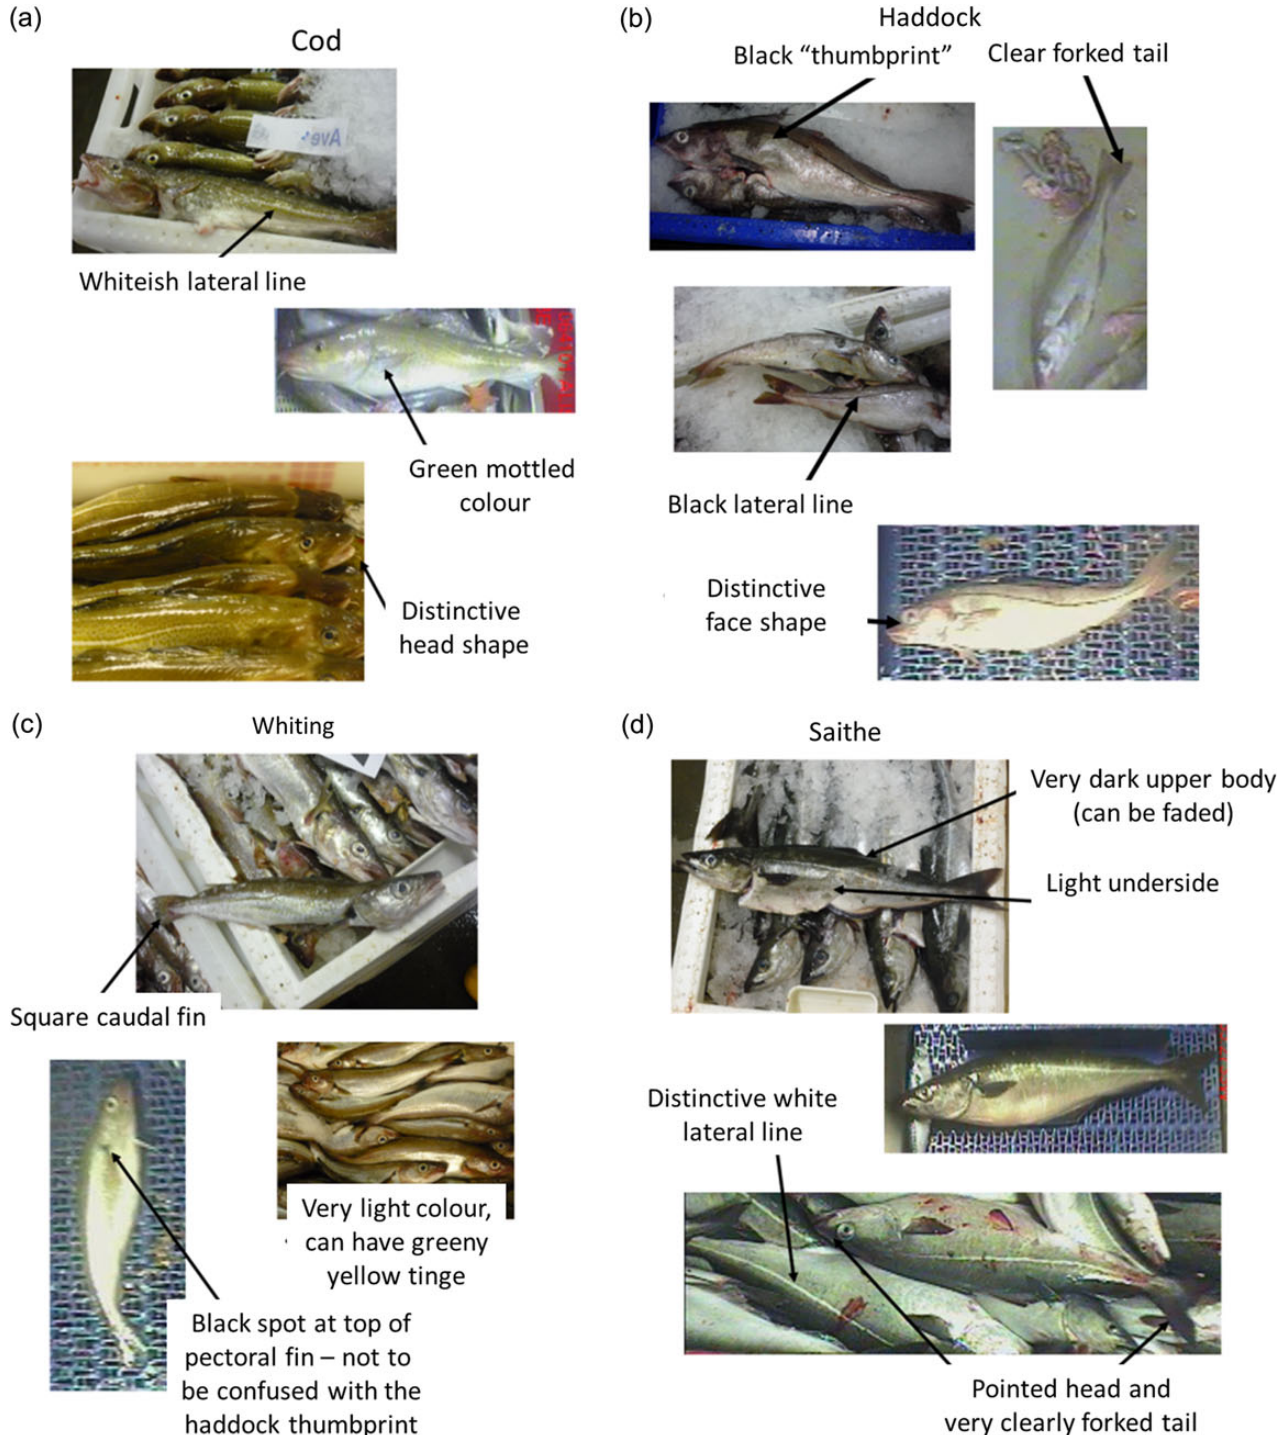 (a)
Cod
Whiteish lateral line
Green mottled
colour
Distinctive
head shape
(b)
Haddock
Black “thumbprint”
Clear forked tail
Black lateral line
Distinctive
face shape
(c)
Whiting
Square caudal fin
Very light colour,
can have greeny
yellow tinge
Black spot at top of
pectoral fin – not to
be confused with the
haddock thumbprint
(d)
Saithe
Very dark upper body
(can be faded)
Light underside
Distinctive white
lateral line
Pointed head and
very clearly forked tail